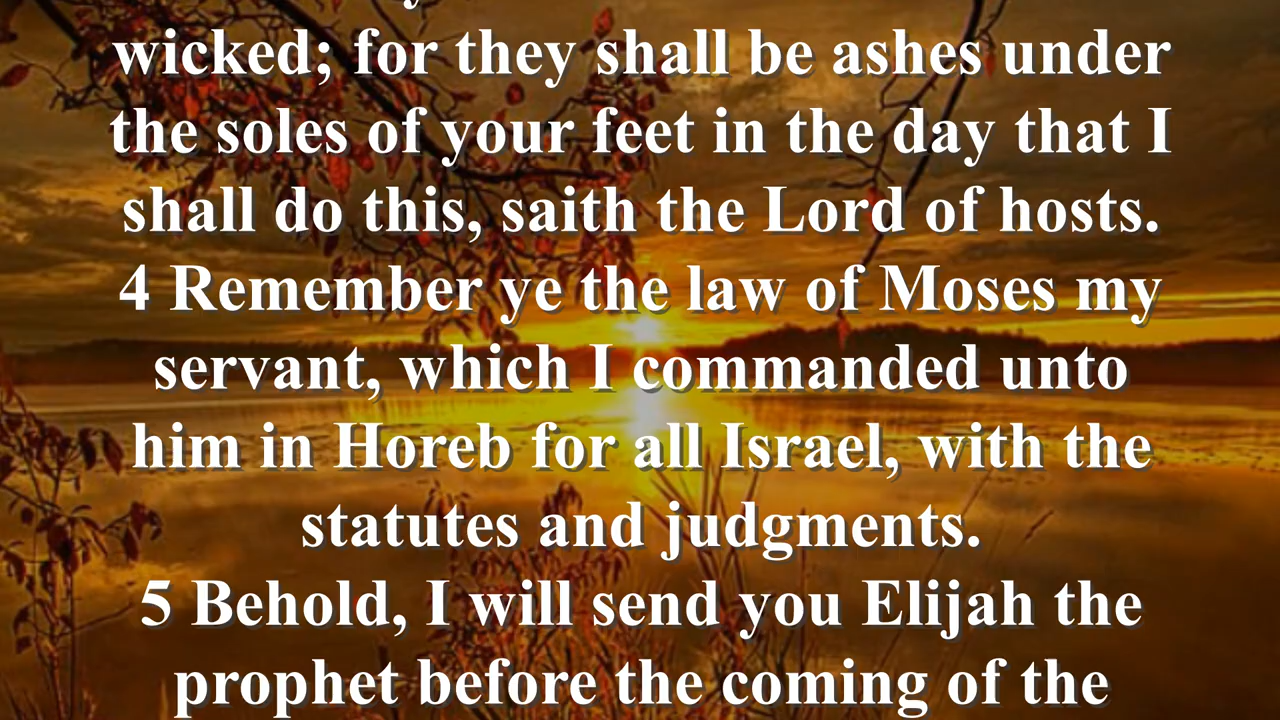 wicked; for they shall be ashes under
the soles of your feet in the day that I
shall do this, saith the Lord of hosts.
4 Remember ye the law of Moses my
servant, which I commanded unto
him in Horeb for all Israel, with the
statutes and judgments.
5 Behold, I will send you Elijah the
prophet before the coming of the